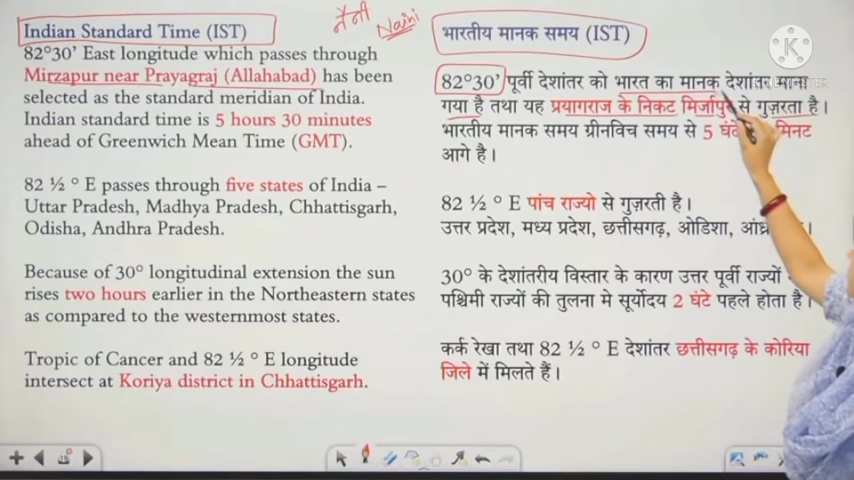 Indian Standard Time (IST)
82°30' East longitude which passes through
Mirzapur near Prayagraj (Allahabad) has been
selected as the standard meridian of India.
Indian standard time is 5 hours 30 minutes
ahead of Greenwich Mean Time (GMT).
82 ½ ° E passes through five states of India –
Uttar Pradesh, Madhya Pradesh, Chhattisgarh,
Odisha, Andhra Pradesh.
Because of 30° longitudinal extension the sun
rises two hours earlier in the Northeastern states
as compared to the westernmost states.
Tropic of Cancer and 82 ½ ° E longitude
intersect at Koriya district in Chhattisgarh.
नैनी
भारतीय मानक समय (IST)
82°30' पूर्वी देशांतर को भारत का मानक देशांतर माना
गया है तथा यह प्रयागराज के निकट मिर्जापुर से गुज़रता है।
भारतीय मानक समय ग्रीनविच समय से 5 घंटे मिनट
आगे है।
82 ½ ° E पांच राज्यो से गुज़रती है।
उत्तर प्रदेश, मध्य प्रदेश, छत्तीसगढ़, ओडिशा,
30° के देशांतरीय विस्तार के कारण उत्तर पूर्वी राज्यों
पश्चिमी राज्यों की तुलना मे सूर्योदय 2 घंटे पहले होता है।
कर्क रेखा तथा 82 ½ ° E देशांतर छत्तीसगढ़ के कोरिया
जिले में मिलते हैं।